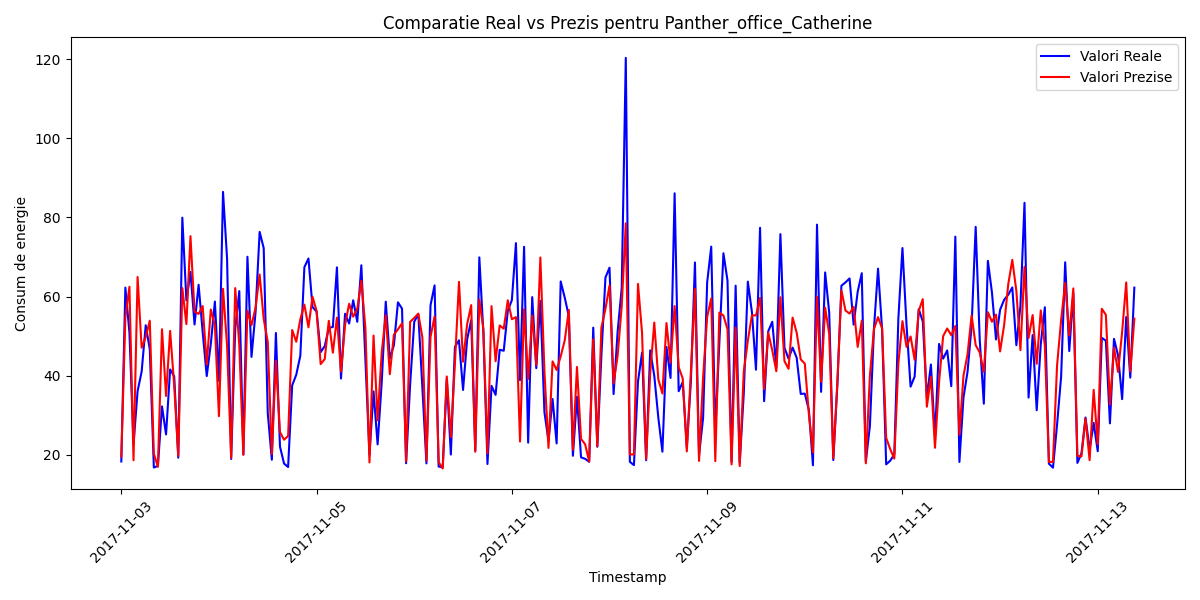 Comparatie Real vs Prezis pentru Panther_office_Catherine
Valori Reale
Valori Prezise
Consum de energie
120
100
80
60
40
20
2017-11-03
2017-11-05
2017-11-07
2017-11-09
2017-11-11
2017-11-13
Timestamp